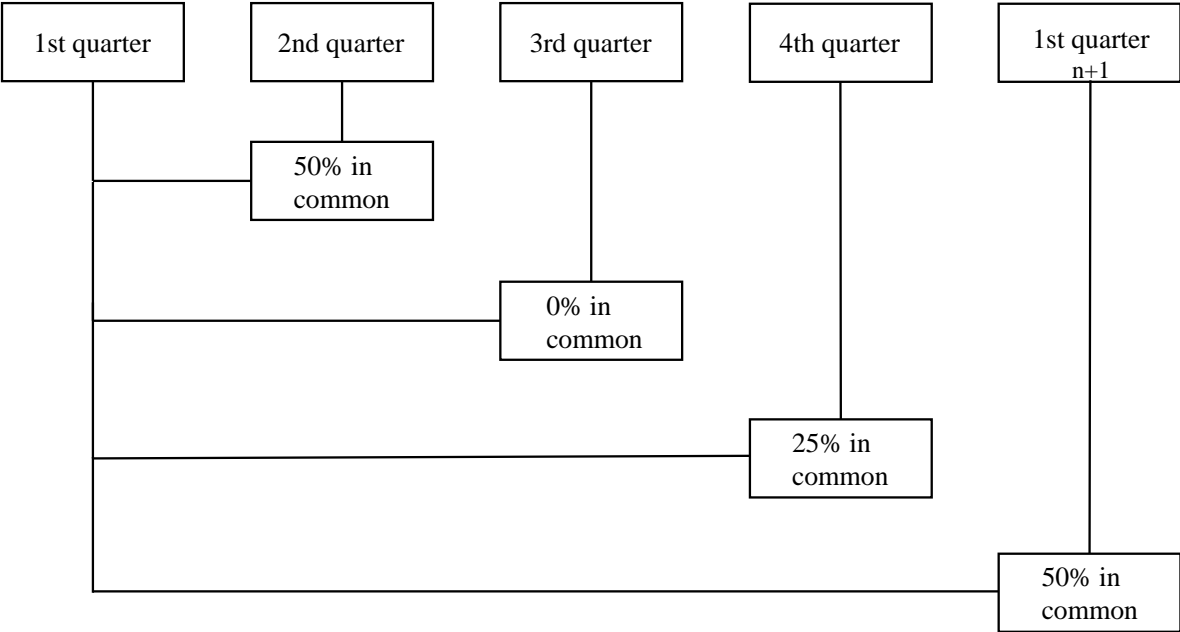 1st quarter
2nd quarter
3rd quarter
4th quarter
1st quarter
n+1
50% in
common
0% in
common
25% in
common
50% in
common